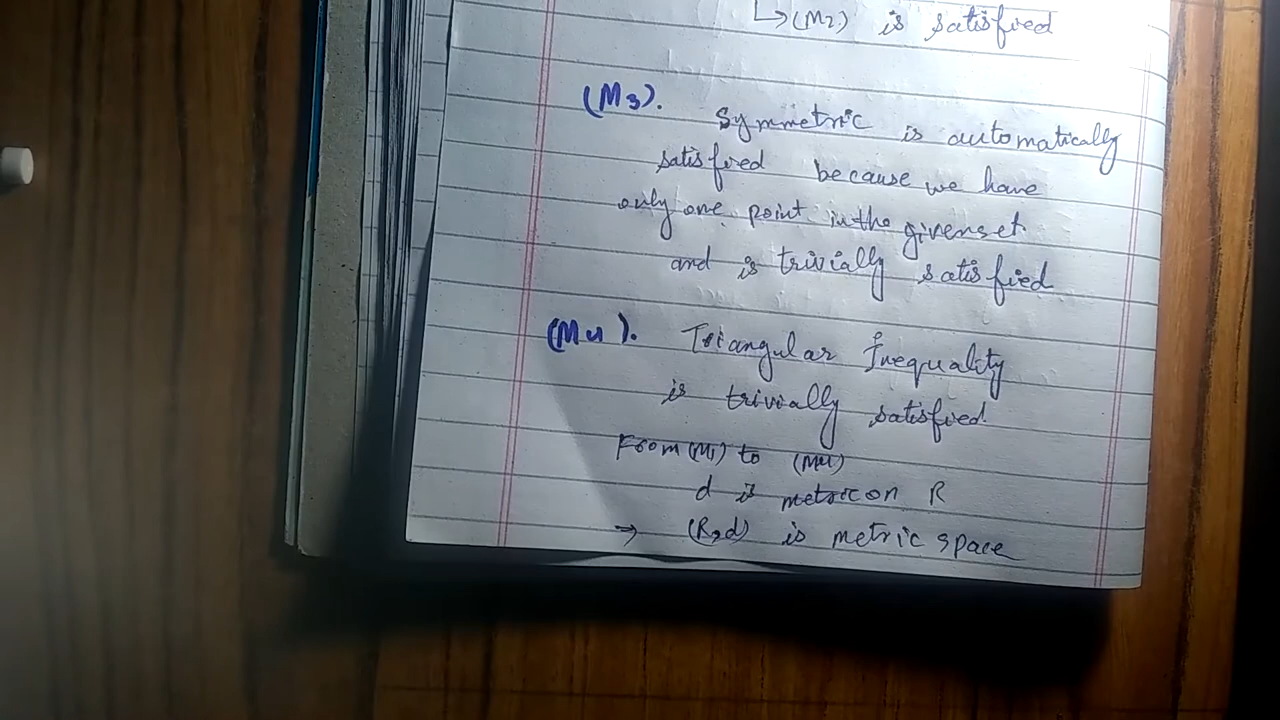 ↳(M2) is satisfied
(M3). Symmetric is automatically
satisfied because we have
only one point in the given set
and is trivially satisfied
(M4). Triangular Inequality
is trivially satisfied.
From (M1) to (M4)
d is metric on R
→ (R,d) is metric space